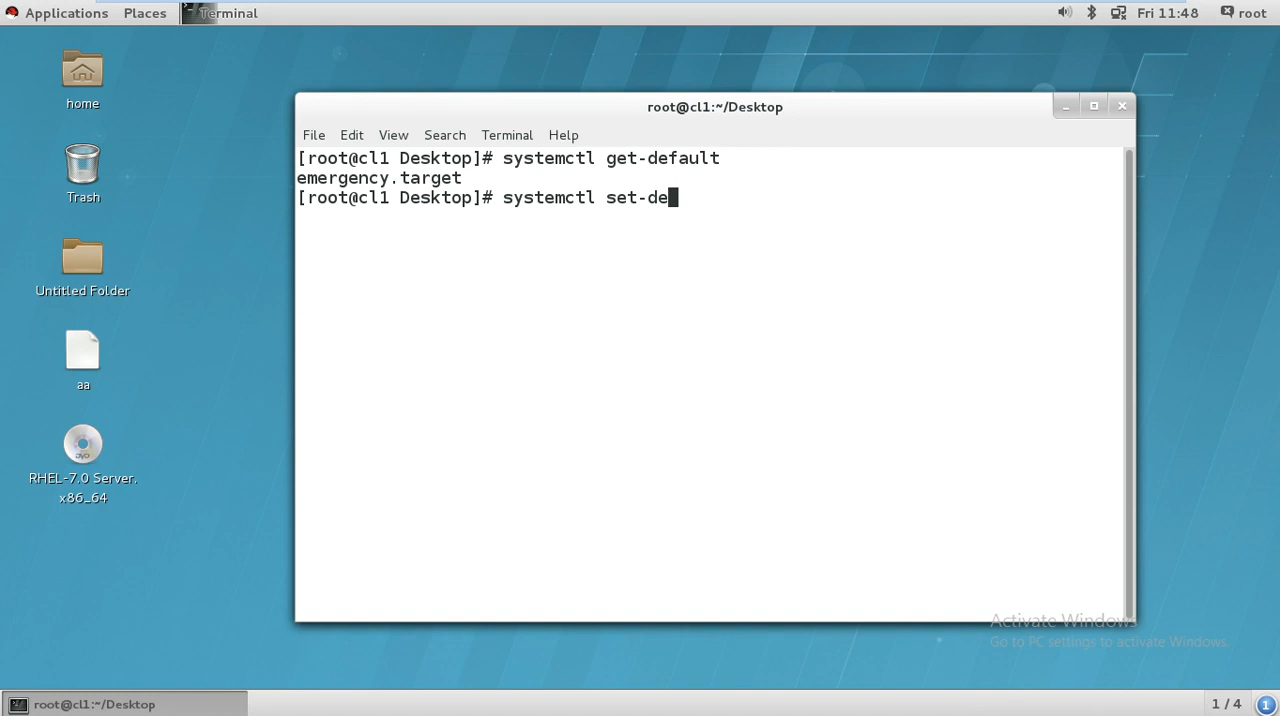 Applications Places Terminal Fri 11:48 root
home
Trash
Untitled Folder
aa
RHEL-7.0 Server.
x86_64
root@cl1:~/Desktop
File Edit View Search Terminal Help
[root@cl1 Desktop]# systemctl get-default
emergency.target
[root@cl1 Desktop]# systemctl set-de
Activate Windows
Go to PC settings to activate Windows.
root@cl1:~/Desktop 1 / 4 1